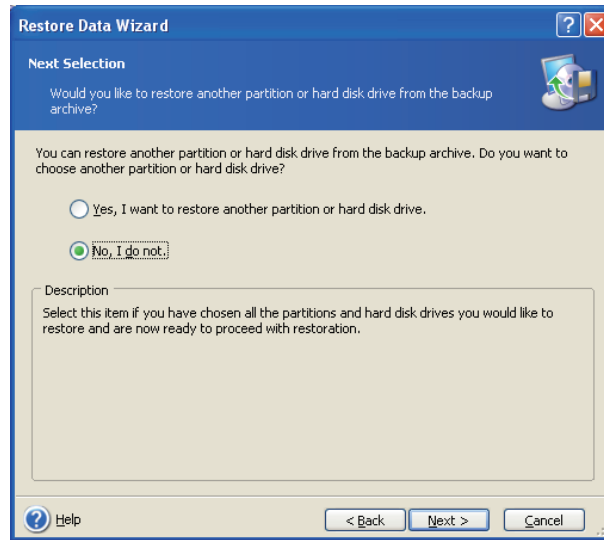 Restore Data Wizard
Next Selection
Would you like to restore another partition or hard disk drive from the backup
archive?
You can restore another partition or hard disk drive from the backup archive. Do you want to
choose another partition or hard disk drive?
Yes, I want to restore another partition or hard disk drive.
No, I do not.
Description
Select this item if you have chosen all the partitions and hard disk drives you would like to
restore and are now ready to proceed with restoration.
Help
< Back
Next >
Cancel